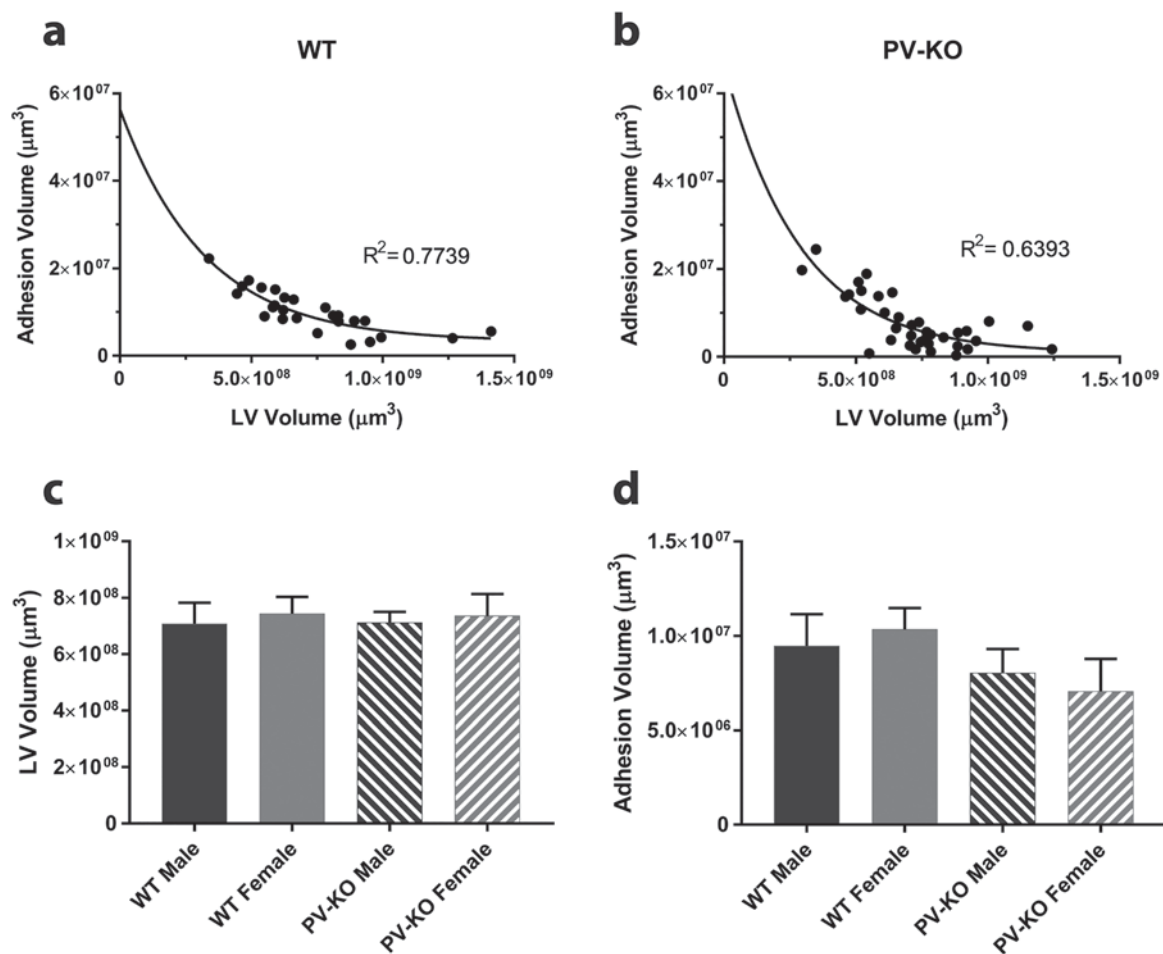 a
WT
Adhesion Volume (μm³)
6×10⁰⁷
4×10⁰⁷
2×10⁰⁷
0
R²=0.7739
0
5.0×10⁰⁸
1.0×10⁰⁹
1.5×10⁰⁹
LV Volume (μm³)
b
PV-KO
Adhesion Volume (μm³)
6×10⁰⁷
4×10⁰⁷
2×10⁰⁷
0
R²=0.6393
0
5.0×10⁰⁸
1.0×10⁰⁹
1.5×10⁰⁹
LV Volume (μm³)
c
LV Volume (μm³)
1×10⁰⁹
8×10⁰⁸
6×10⁰⁸
4×10⁰⁸
2×10⁰⁸
0
WT Male
WT Female
PV-KO Male
PV-KO Female
d
Adhesion Volume (μm³)
1.5×10⁰⁷
1.0×10⁰⁷
5.0×10⁰⁶
0
WT Male
WT Female
PV-KO Male
PV-KO Female